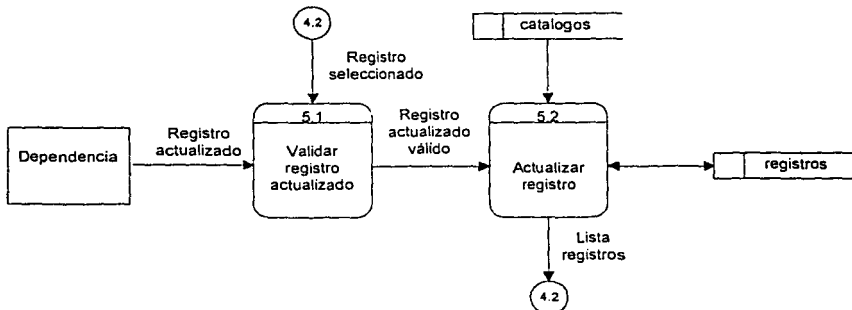 4.2
catalogos
Registro
seleccionado
5.1
Registro
actualizado
válído
5.2
Dependencia
Registro
actualizado
Validar
registro
actualizado
Actualizar
registro
registros
Lista
registros
4.2